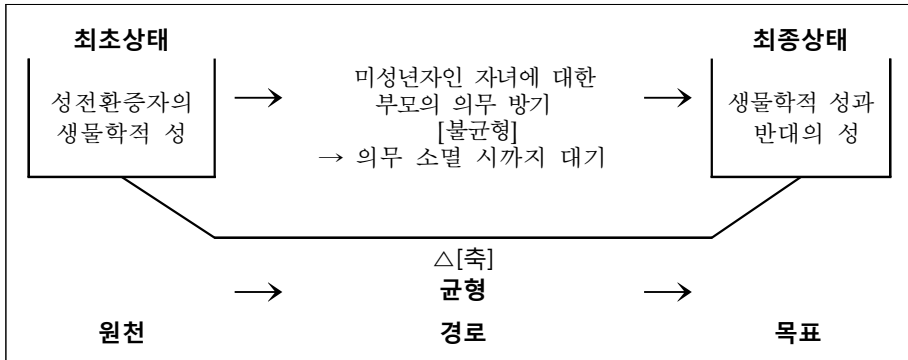 최초상태
최종상태
성전환증자의
생물학적 성
→
미성년자인 자녀에 대한
부모의 의무 방기
[불균형]
→ 의무 소멸 시까지 대기
→
생물학적 성과
반대의 성
△[축]
→ 균형 →
원천 경로 목표